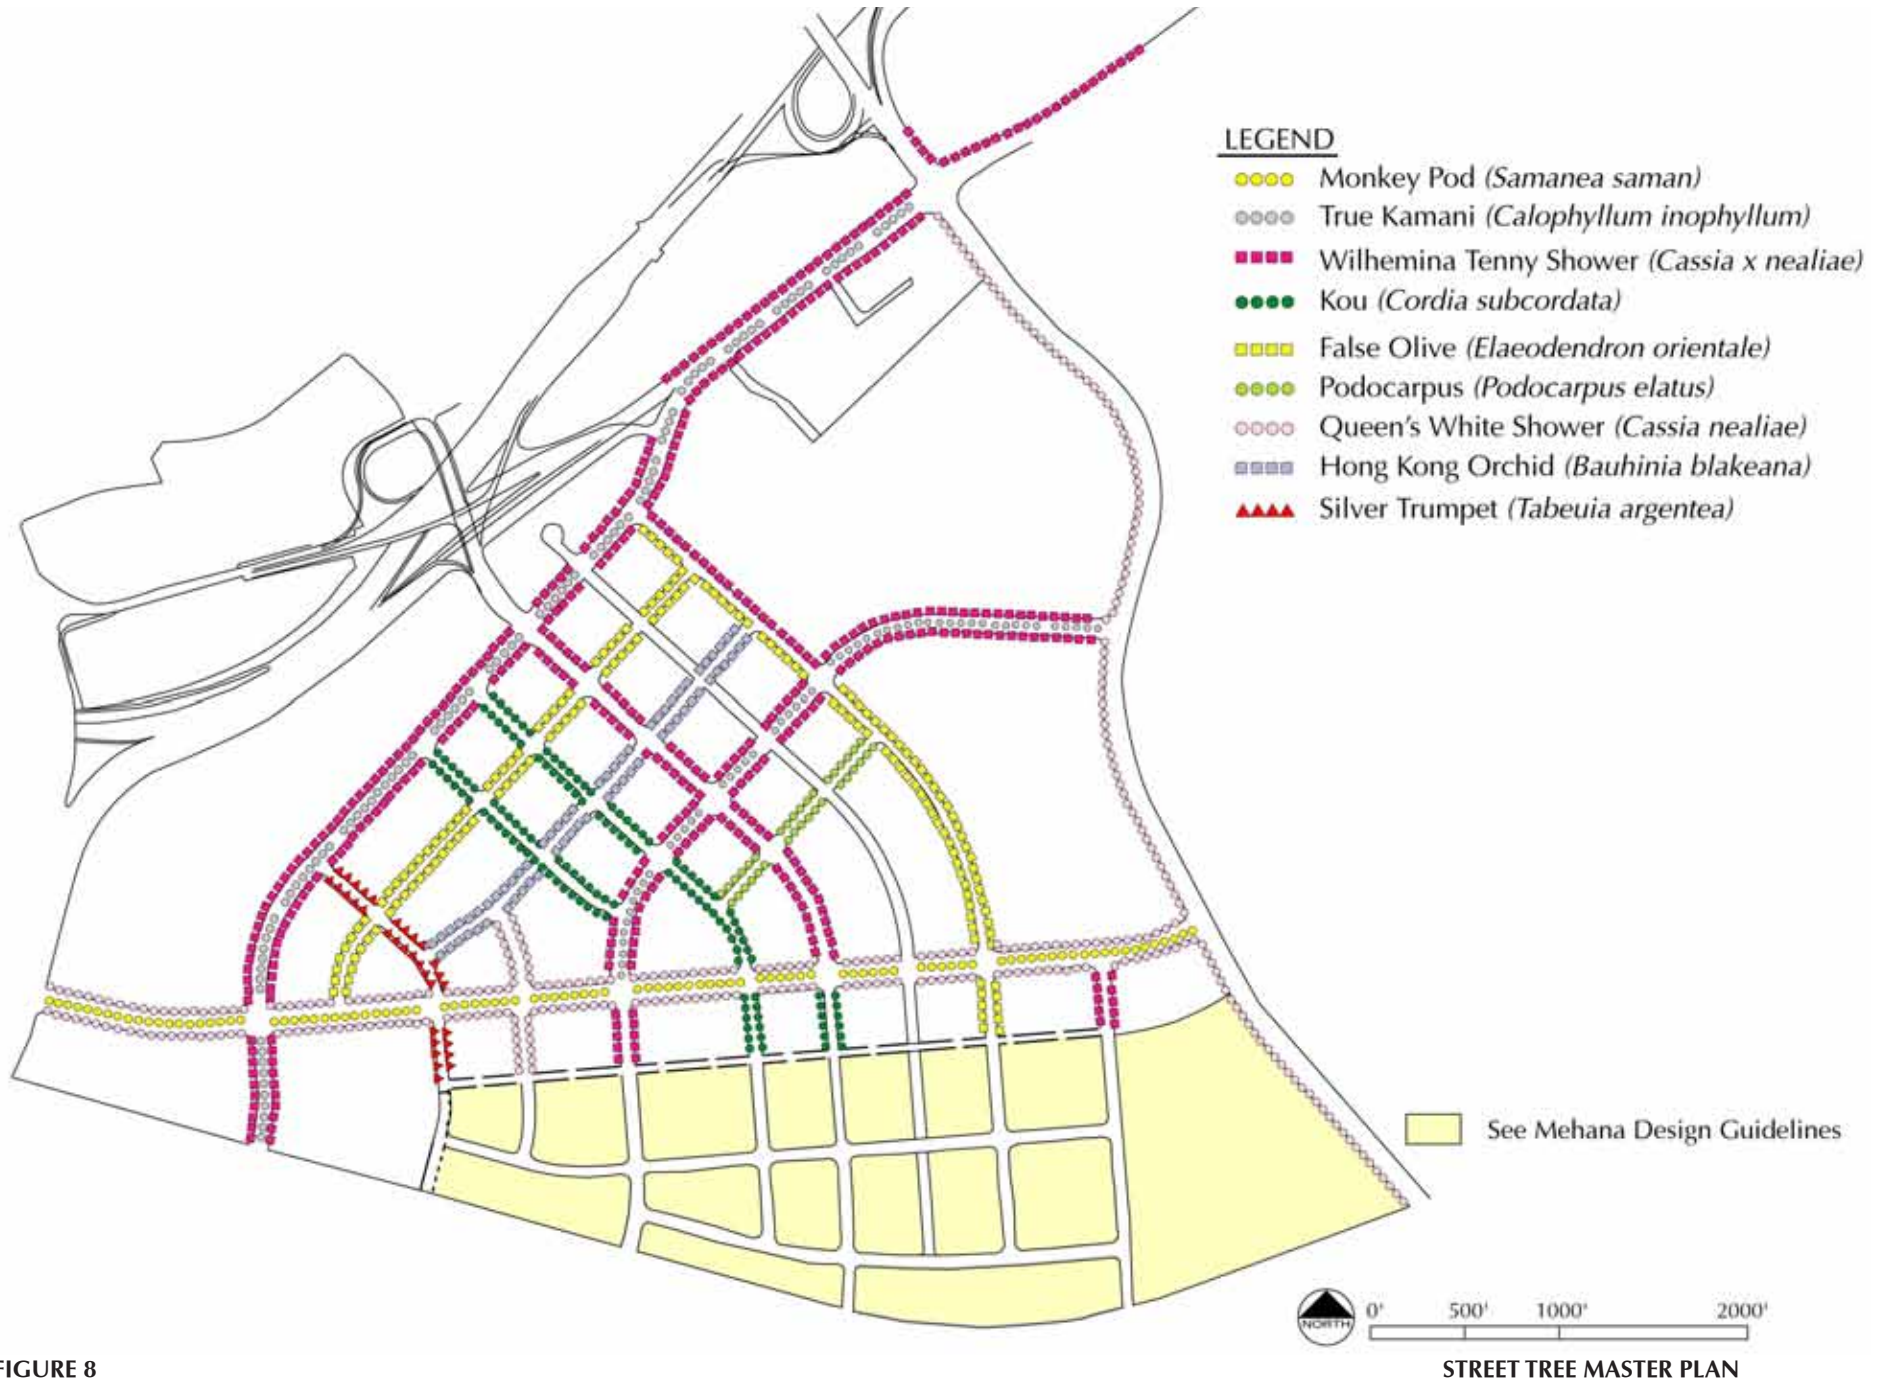 LEGEND
Monkey Pod (Samanea saman)
True Kamani (Calophyllum inophyllum)
Wilhemina Tenny Shower (Cassia x nealiae)
Kou (Cordia subcordata)
False Olive (Elaeodendron orientale)
Podocarpus (Podocarpus elatus)
Queen's White Shower (Cassia nealiae)
Hong Kong Orchid (Bauhinia blakeana)
Silver Trumpet (Tabeuia argentea)
See Mehana Design Guidelines
NORTH
0' 500' 1000' 2000'
FIGURE 8
STREET TREE MASTER PLAN